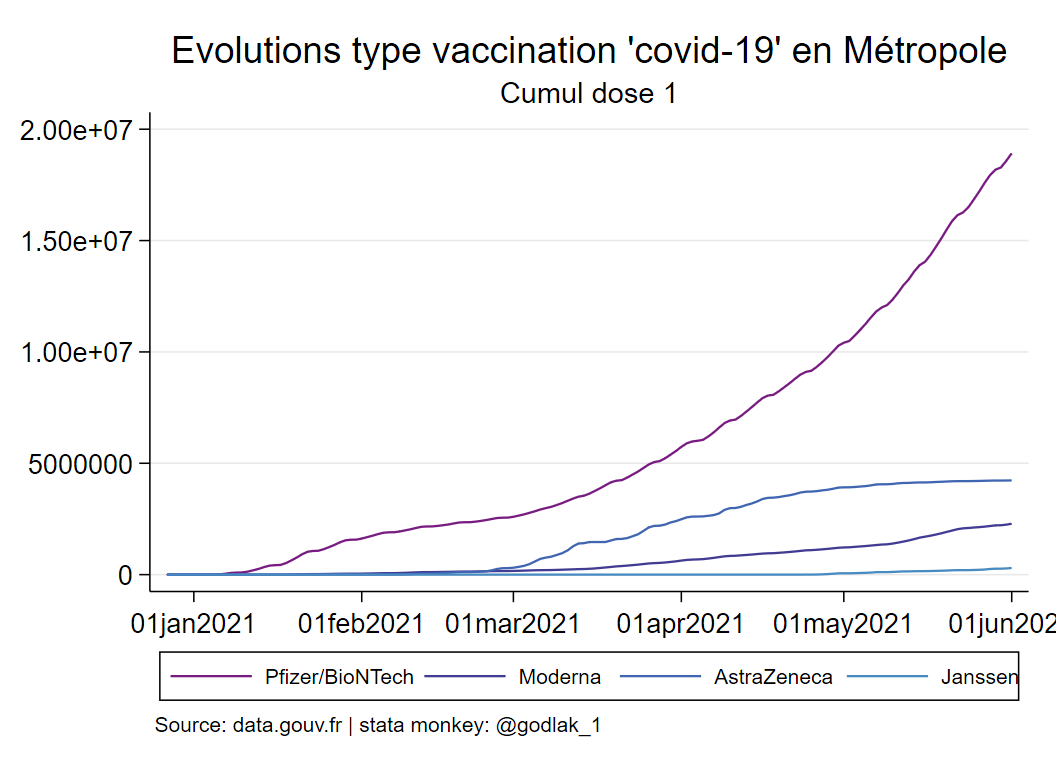 Evolutions type vaccination 'covid-19' en Métropole
Cumul dose 1
2.00e+07
1.50e+07
1.00e+07
5000000
0
01jan2021 01feb2021 01mar2021 01apr2021 01may2021 01jun202
Pfizer/BioNTech Moderna AstraZeneca Janssen
Source: data.gouv.fr | stata monkey: @godlak_1